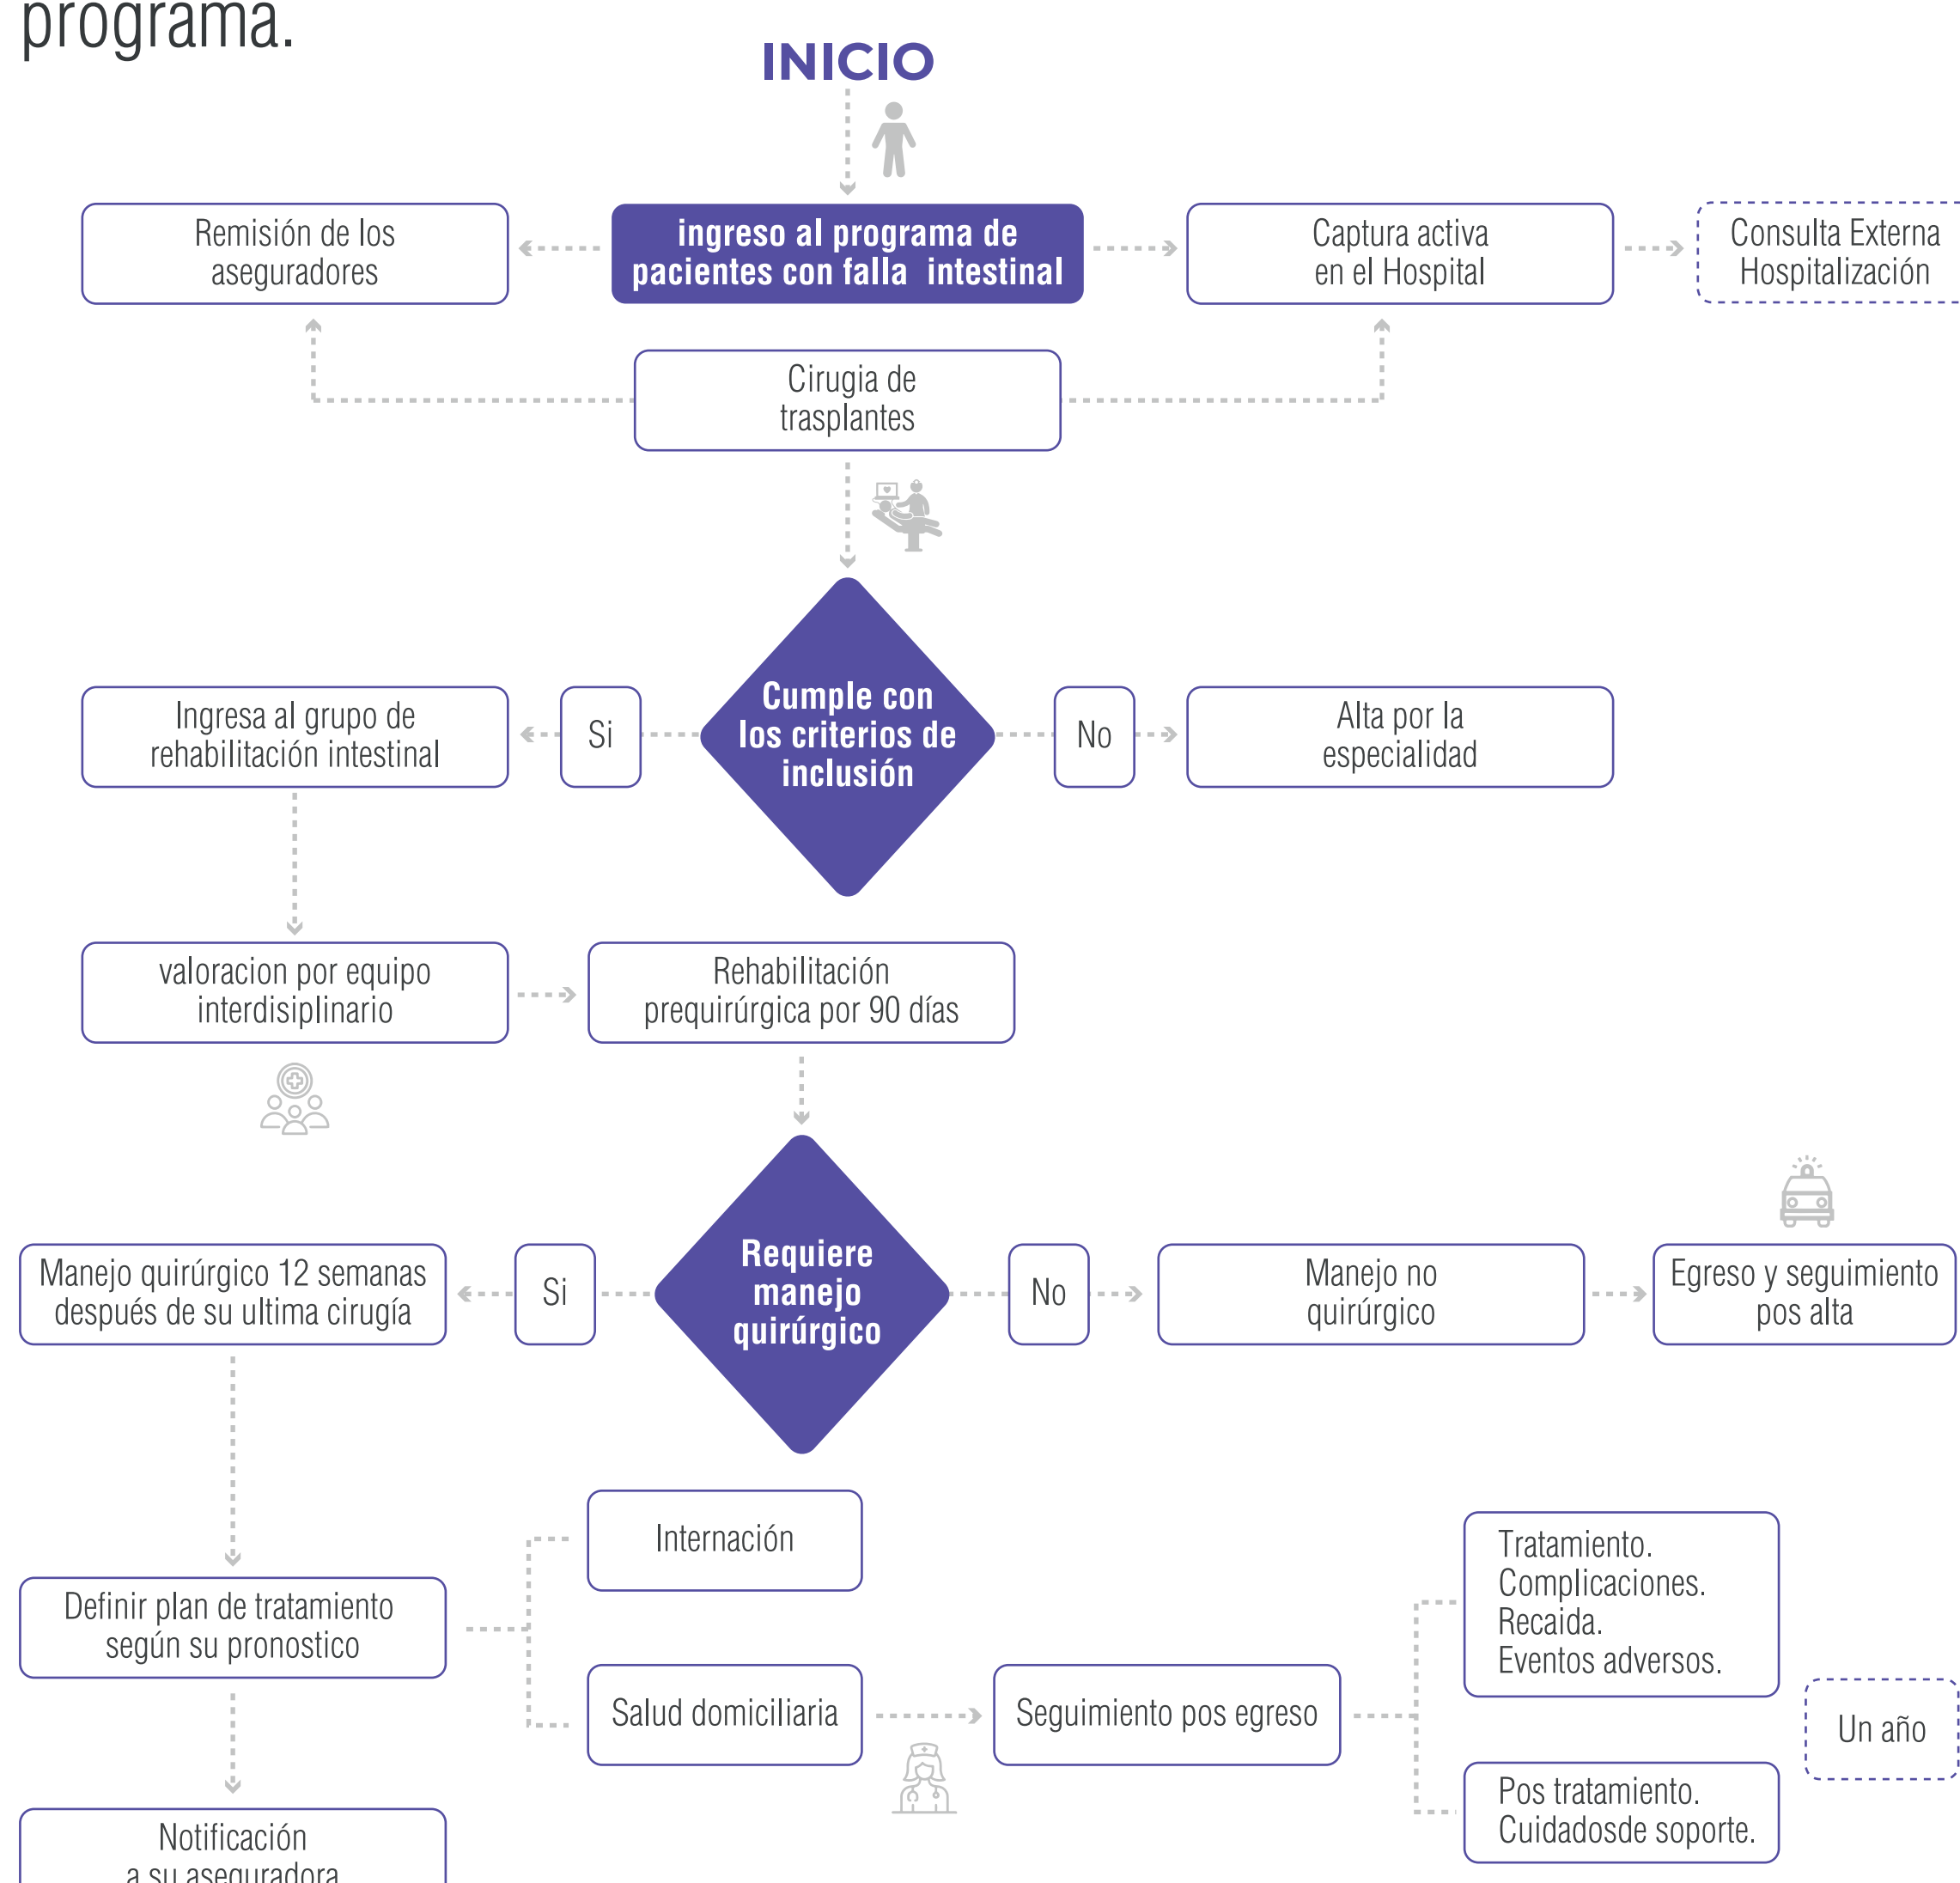 programa.
INICIO
Remisión de los
aseguradores
ingreso al programa de
pacientes con falla intestinal
Captura activa
en el Hospital
Consulta Externa
Hospitalización
Cirugia de
trasplantes
Ingresa al grupo de
rehabilitación intestinal
Si
Cumple con
los criterios de
inclusión
No
Alta por la
especialidad
valoracion por equipo
interdisiplinario
Rehabilitación
prequirúrgica por 90 días
Manejo quirúrgico 12 semanas
después de su ultima cirugía
Si
Requiere
manejo
quirúrgico
No
Manejo no
quirúrgico
Egreso y seguimiento
pos alta
Internación
Definir plan de tratamiento
según su pronostico
Salud domiciliaria
Seguimiento pos egreso
Tratamiento.
Complicaciones.
Recaida.
Eventos adversos.
Un año
Pos tratamiento.
Cuidadosde soporte.
Notificación
a su aseguradora